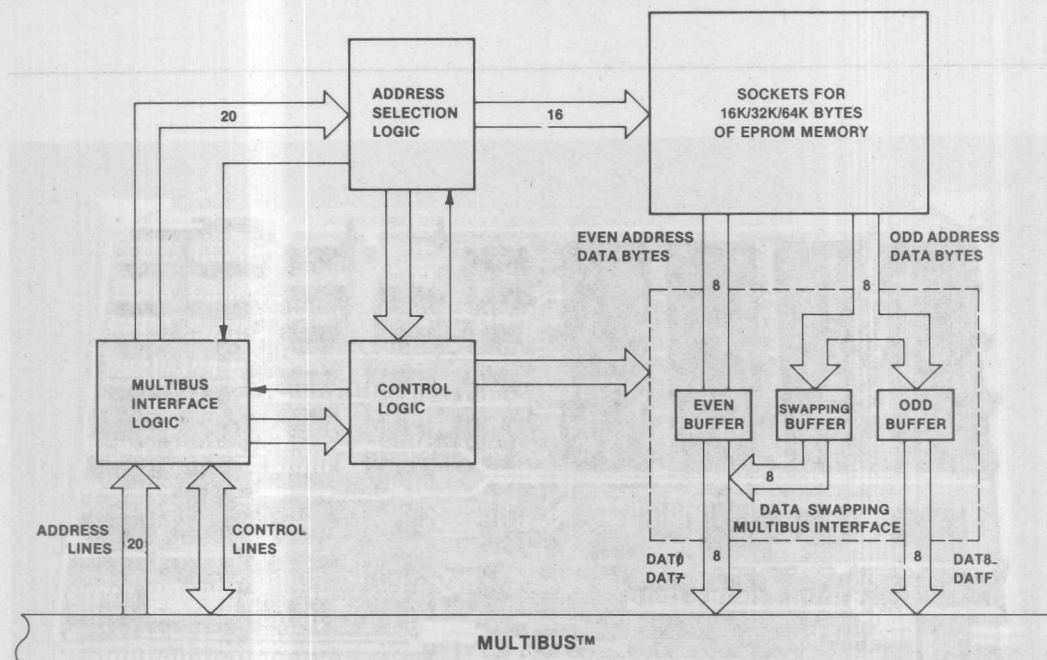 ADDRESS
SELECTION
LOGIC
20
16
SOCKETS FOR
16K/32K/64K BYTES
OF EPROM MEMORY
EVEN ADDRESS
DATA BYTES
ODD ADDRESS
DATA BYTES
8
8
MULTIBUS
INTERFACE
LOGIC
CONTROL
LOGIC
EVEN
BUFFER
SWAPPING
BUFFER
ODD
BUFFER
8
DATA SWAPPING
MULTIBUS INTERFACE
ADDRESS
LINES
20
CONTROL
LINES
DAT0
DAT7
8
8
DAT8-
DATF
MULTIBUS™